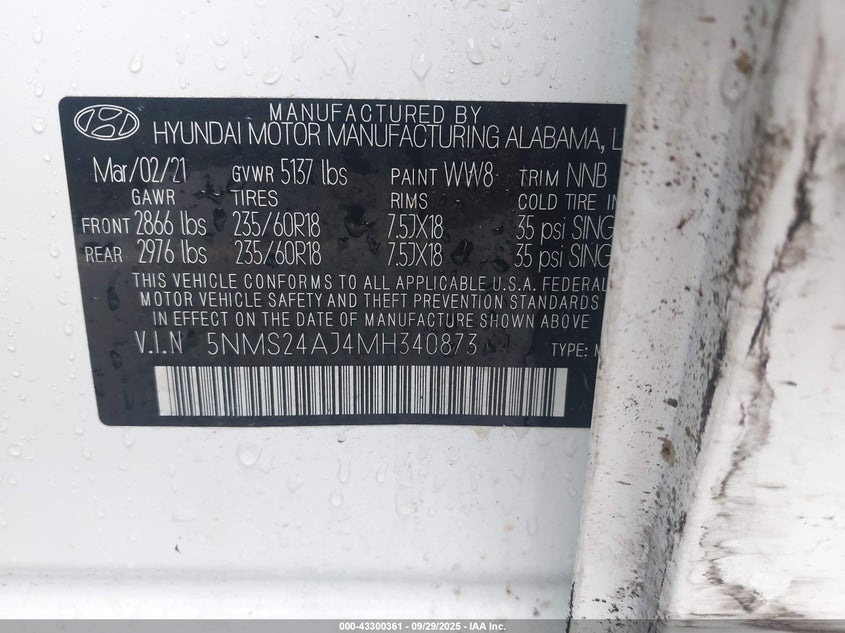 MANUFACTURED BY
HYUNDAI MOTOR MANUFACTURING ALABAMA, L
Mar/02/21 GVWR 5137 lbs PAINT WW8 TRIM NNB
GAWR TIRES RIMS COLD TIRE IN
FRONT 2866 lbs 235/60R18 7.5JX18 35 psi SING
REAR 2976 lbs 235/60R18 7.5JX18 35 psi SING
THIS VEHICLE CONFORMS TO ALL APPLICABLE U.S.A. FEDERAL
MOTOR VEHICLE SAFETY AND THEFT PREVENTION STANDARDS
IN EFFECT ON THE DATE OF MANUFACTURE SHOWN ABOVE
V.I.N 5NMS24AJ4MH340873 TYPE:
000-43300361 - 09/29/2025 - IAA Inc.